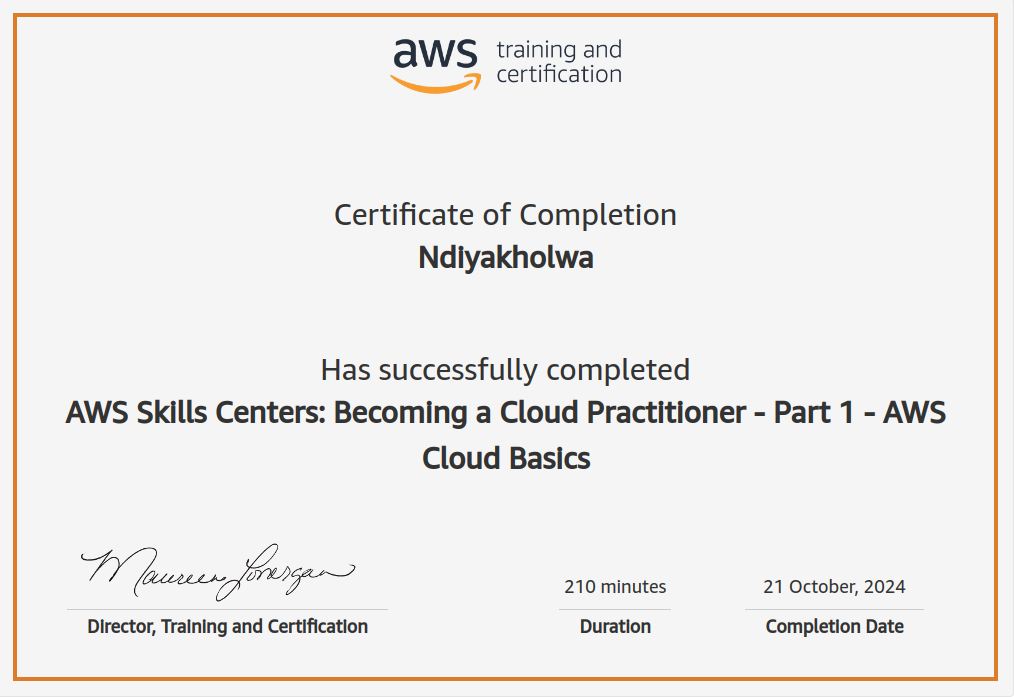 aws training and
certification
Certificate of Completion
Ndiyakholwa
Has successfully completed
AWS Skills Centers: Becoming a Cloud Practitioner - Part 1 - AWS
Cloud Basics
Maureen Lonergan
210 minutes
21 October, 2024
Director, Training and Certification
Duration
Completion Date